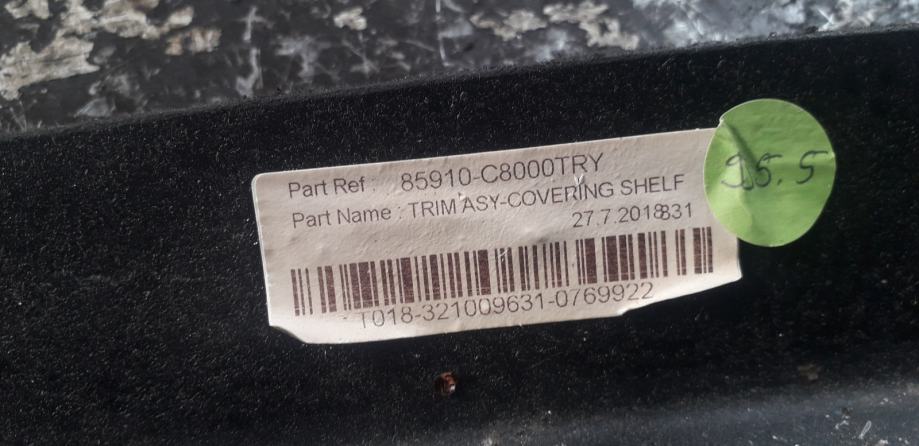 Part Ref : 85910-C8000TRY
Part Name : TRIM ASY-COVERING SHELF
27.7.2018831
T018-321009631-0769922